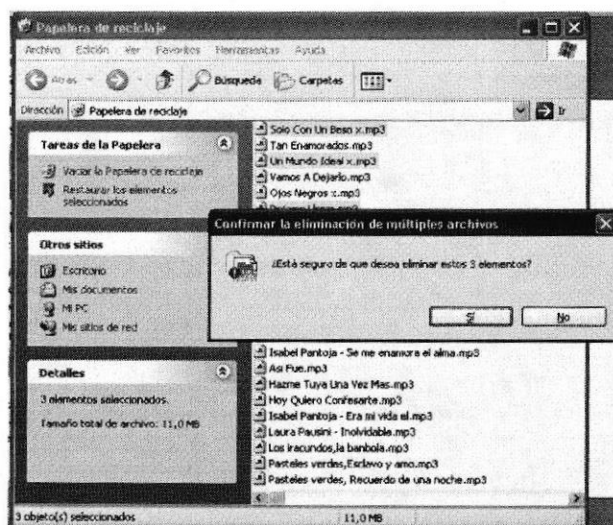 Papelera de reciclaje
Archivo Edición Ver Favoritos Herramientas Ayuda
Atrás Búsqueda Carpetas
Dirección Papelera de reciclaje Ir
Tareas de la Papelera
Vaciar la Papelera de reciclaje
Restaurar los elementos
seleccionados
Otros sitios
Escritorio
Mis documentos
Mi PC
Mis sitios de red
Detalles
3 elementos seleccionados.
Tamaño total de archivo: 11,0 MB
Solo Con Un Beso x.mp3
Tan Enamorados.mp3
Un Mundo Ideal x.mp3
Vamos A Dejarlo.mp3
Ojos Negros x.mp3
Confirmar la eliminación de múltiples archivos
¿Está seguro de que desea eliminar estos 3 elementos?
Sí No
Isabel Pantoja - Se me enamora el alma.mp3
Asi Fue.mp3
Hazme Tuya Una Vez Mas.mp3
Hoy Quiero Confesarte.mp3
Isabel Pantoja - Era mi vida el.mp3
Laura Pausini - Inolvidable.mp3
Los iracundos,la banbola.mp3
Pasteles verdes,Esclavo y amo.mp3
Pasteles verdes, Recuerdo de una noche.mp3
3 objeto(s) seleccionados 11,0 MB